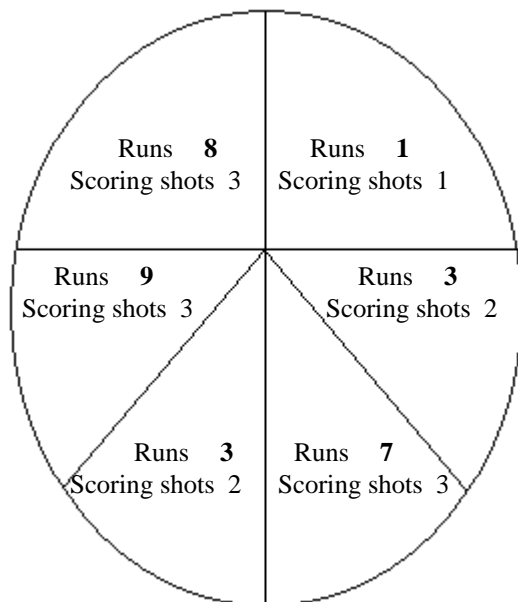 Runs 8
Scoring shots 3
Runs 1
Scoring shots 1
Runs 9
Scoring shots 3
Runs 3
Scoring shots 2
Runs 3
Scoring shots 2
Runs 7
Scoring shots 3